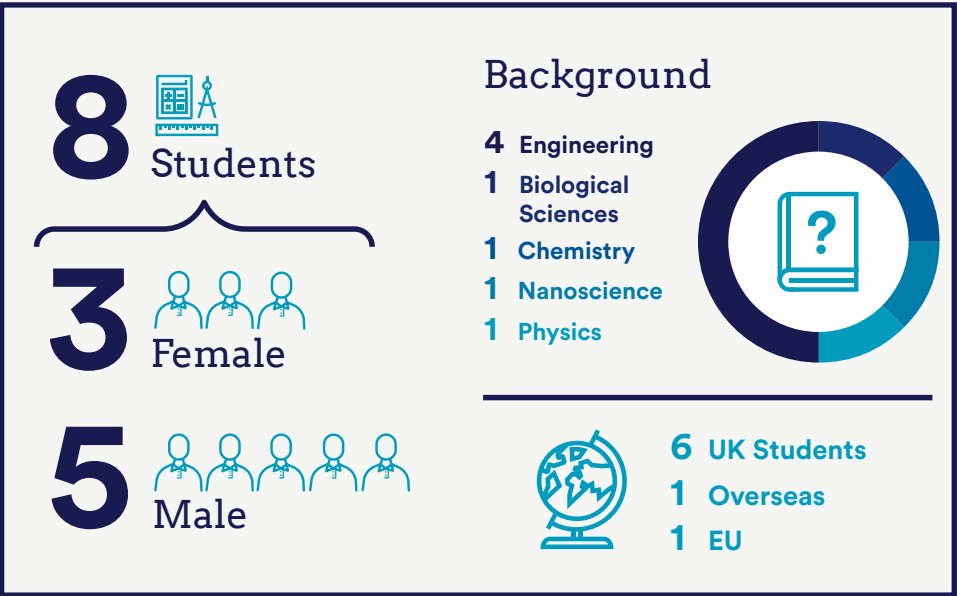 8 Students
3 Female
5 Male
Background
4 Engineering
1 Biological
Sciences
1 Chemistry
1 Nanoscience
1 Physics
?
6 UK Students
1 Overseas
1 EU